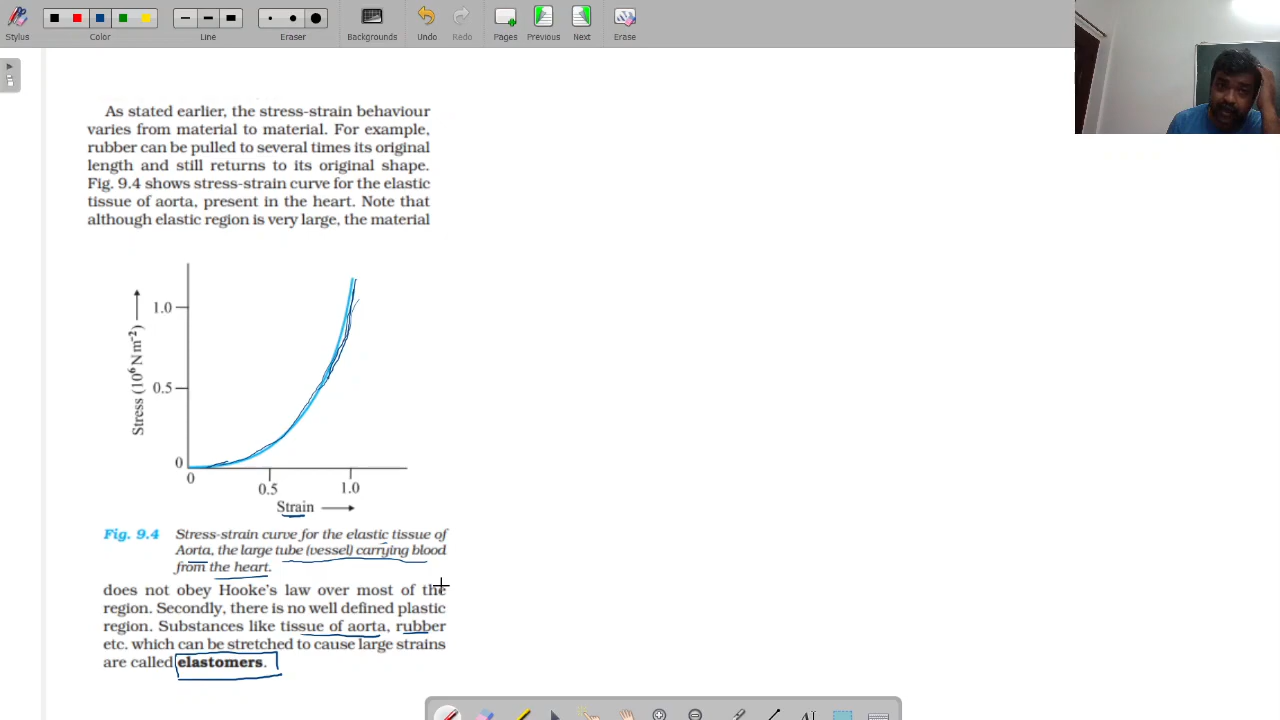 Stylus Color Line Eraser Backgrounds Undo Redo Pages Previous Next Erase
As stated earlier, the stress-strain behaviour
varies from material to material. For example,
rubber can be pulled to several times its original
length and still returns to its original shape.
Fig. 9.4 shows stress-strain curve for the elastic
tissue of aorta, present in the heart. Note that
although elastic region is very large, the material
Stress (10⁶ N m⁻²)
1.0
0.5
0
0
0.5
1.0
Strain
Fig. 9.4 Stress-strain curve for the elastic tissue of
Aorta, the large tube (vessel) carrying blood
from the heart.
does not obey Hooke's law over most of the
region. Secondly, there is no well defined plastic
region. Substances like tissue of aorta, rubber
etc. which can be stretched to cause large strains
are called elastomers.